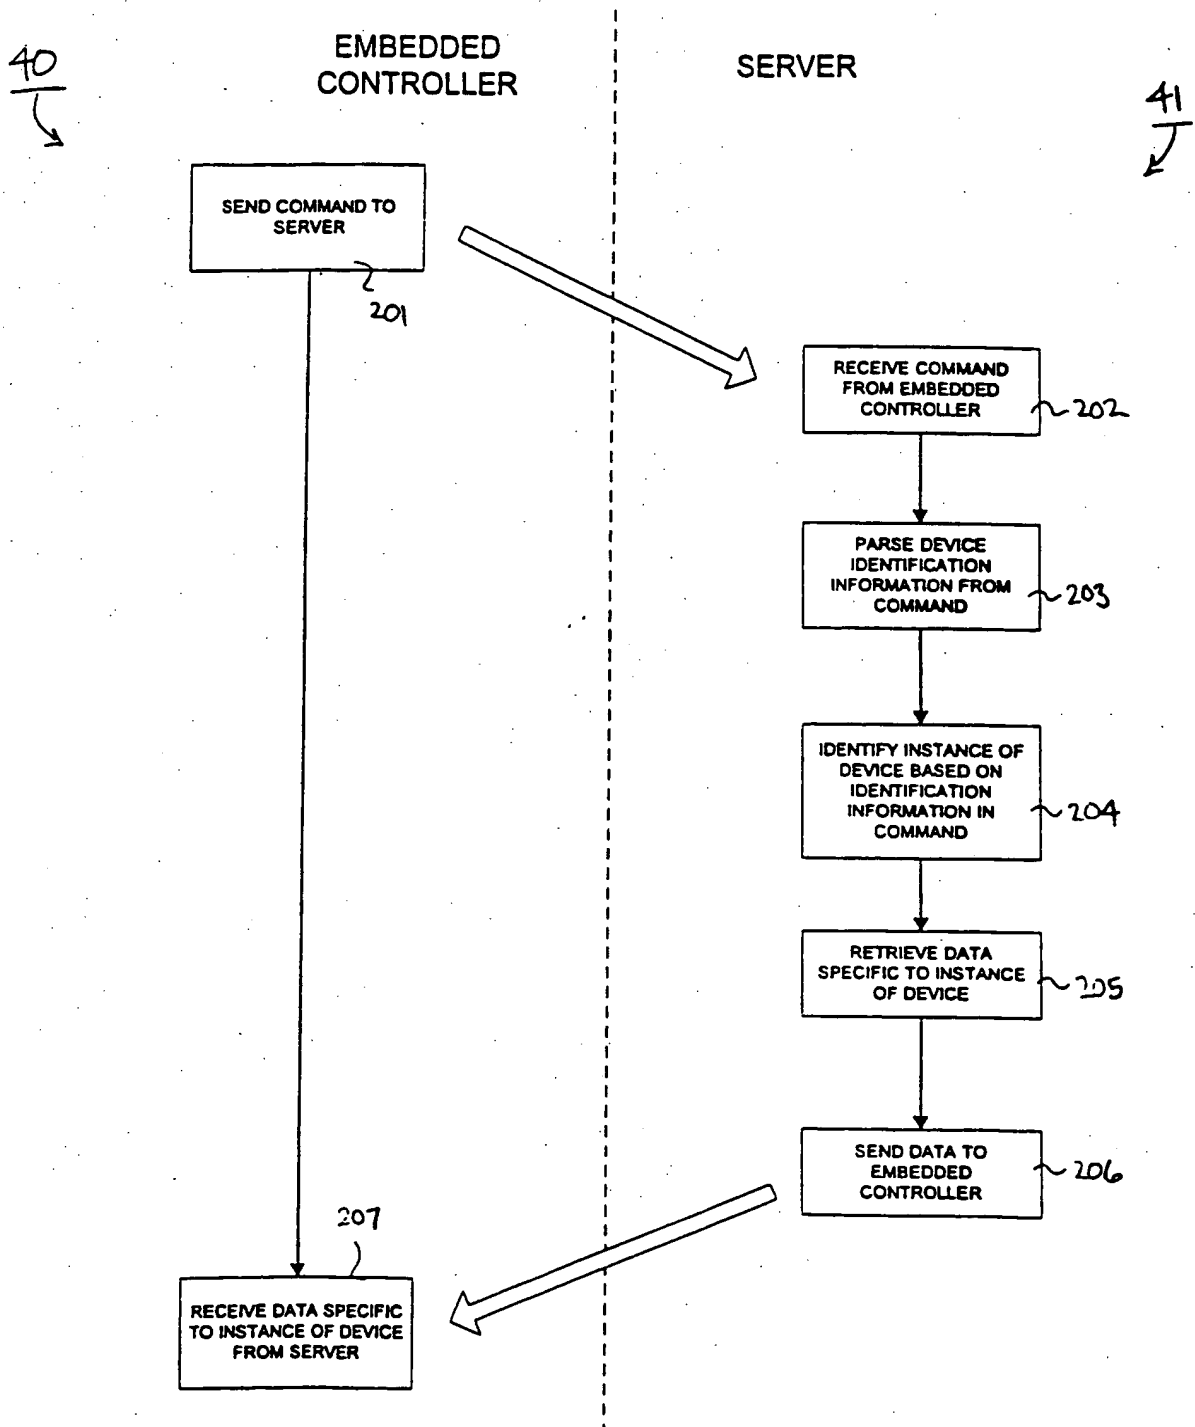 40
EMBEDDED
CONTROLLER
SERVER
41
SEND COMMAND TO
SERVER
201
RECEIVE COMMAND
FROM EMBEDDED
CONTROLLER
202
PARSE DEVICE
IDENTIFICATION
INFORMATION FROM
COMMAND
203
IDENTIFY INSTANCE OF
DEVICE BASED ON
IDENTIFICATION
INFORMATION IN
COMMAND
204
RETRIEVE DATA
SPECIFIC TO INSTANCE
OF DEVICE
205
SEND DATA TO
EMBEDDED
CONTROLLER
206
207
RECEIVE DATA SPECIFIC
TO INSTANCE OF DEVICE
FROM SERVER